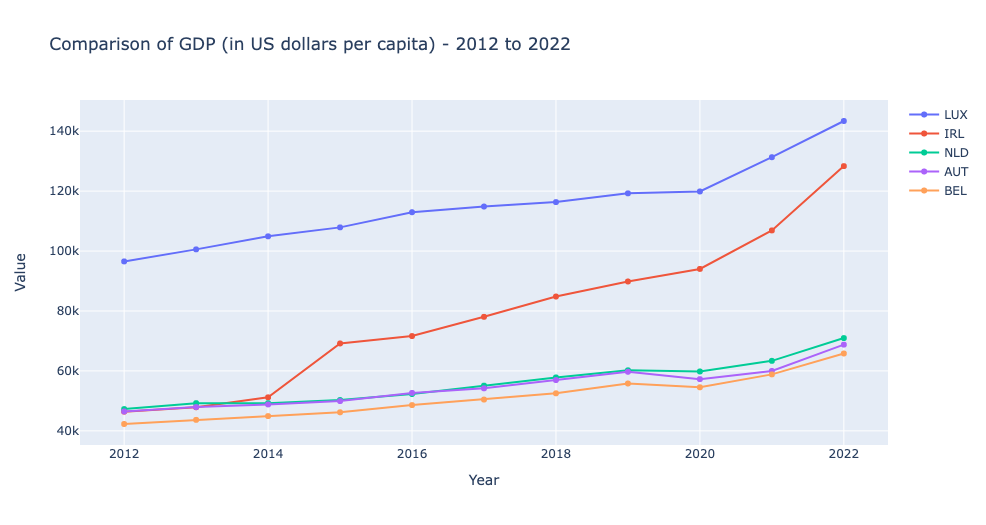 Comparison of GDP (in US dollars per capita) - 2012 to 2022
LUX
IRL
NLD
AUT
BEL
140k
120k
100k
80k
60k
40k
Value
2012 2014 2016 2018 2020 2022
Year